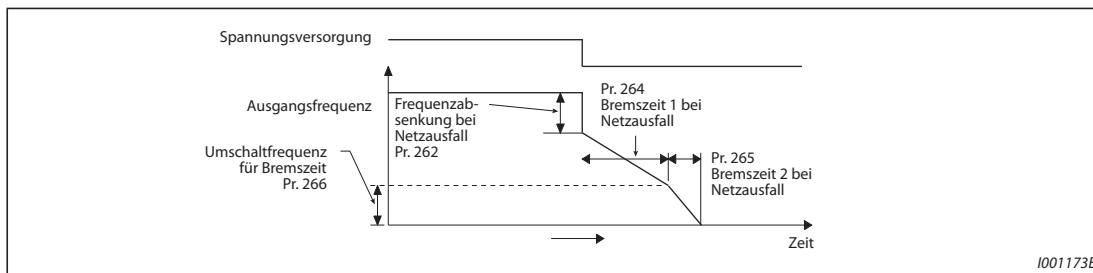 Spannungsversorgung
Ausgangsfrequenz
Frequenzab-
senkung bei
Netzausfall
Pr. 262
Pr. 264
Bremszeit 1 bei
Netzausfall
Umschaltfrequenz
für Bremszeit
Pr. 266
Pr. 265
Bremszeit 2 bei
Netzausfall
Zeit
I001173E